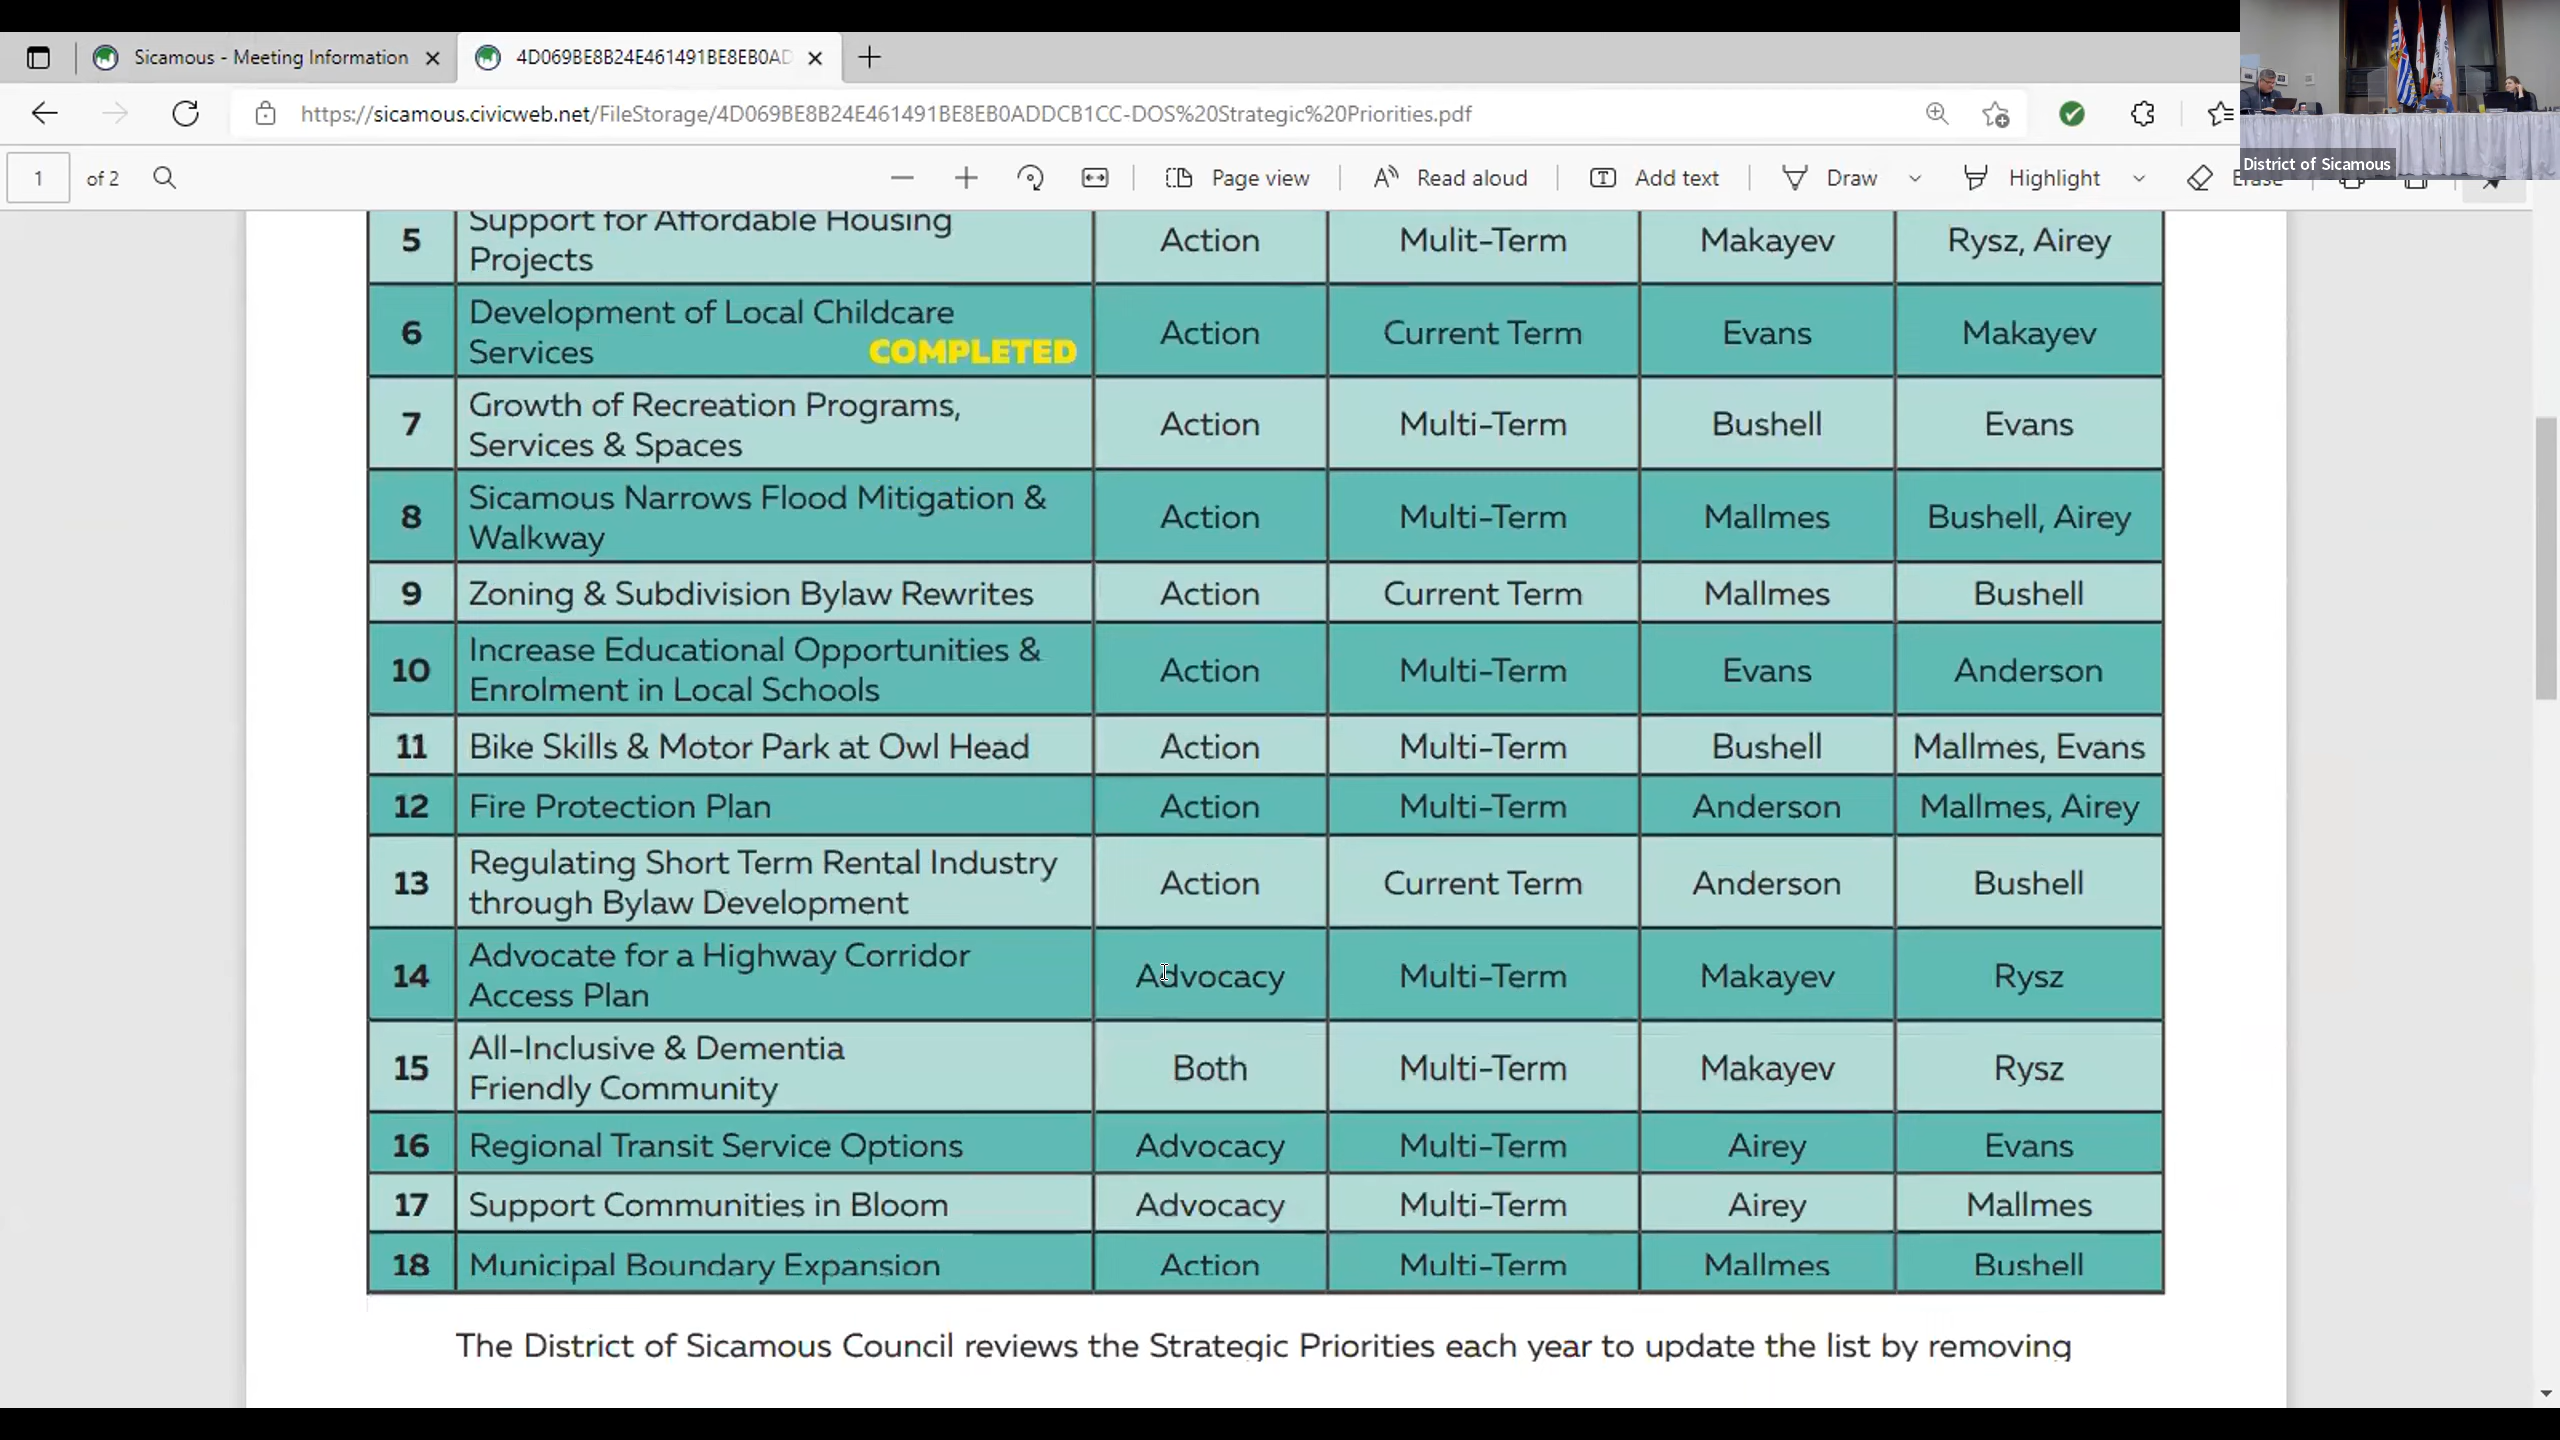 Sicamous - Meeting Information
4D069BE8B24E461491BE8EB0AD
https://sicamous.civicweb.net/FileStorage/4D069BE8B24E461491BE8EB0ADDCB1CC-DOS%20Strategic%20Priorities.pdf
District of Sicamous
1 of 2 Page view Read aloud Add text Draw Highlight Erase
5 Support for Affordable Housing
Projects Action Mulit-Term Makayev Rysz, Airey
6 Development of Local Childcare
Services COMPLETED Action Current Term Evans Makayev
7 Growth of Recreation Programs,
Services & Spaces Action Multi-Term Bushell Evans
8 Sicamous Narrows Flood Mitigation &
Walkway Action Multi-Term Mallmes Bushell, Airey
9 Zoning & Subdivision Bylaw Rewrites Action Current Term Mallmes Bushell
10 Increase Educational Opportunities &
Enrolment in Local Schools Action Multi-Term Evans Anderson
11 Bike Skills & Motor Park at Owl Head Action Multi-Term Bushell Mallmes, Evans
12 Fire Protection Plan Action Multi-Term Anderson Mallmes, Airey
13 Regulating Short Term Rental Industry
through Bylaw Development Action Current Term Anderson Bushell
14 Advocate for a Highway Corridor
Access Plan Advocacy Multi-Term Makayev Rysz
15 All-Inclusive & Dementia
Friendly Community Both Multi-Term Makayev Rysz
16 Regional Transit Service Options Advocacy Multi-Term Airey Evans
17 Support Communities in Bloom Advocacy Multi-Term Airey Mallmes
18 Municipal Boundary Expansion Action Multi-Term Mallmes Bushell
The District of Sicamous Council reviews the Strategic Priorities each year to update the list by removing